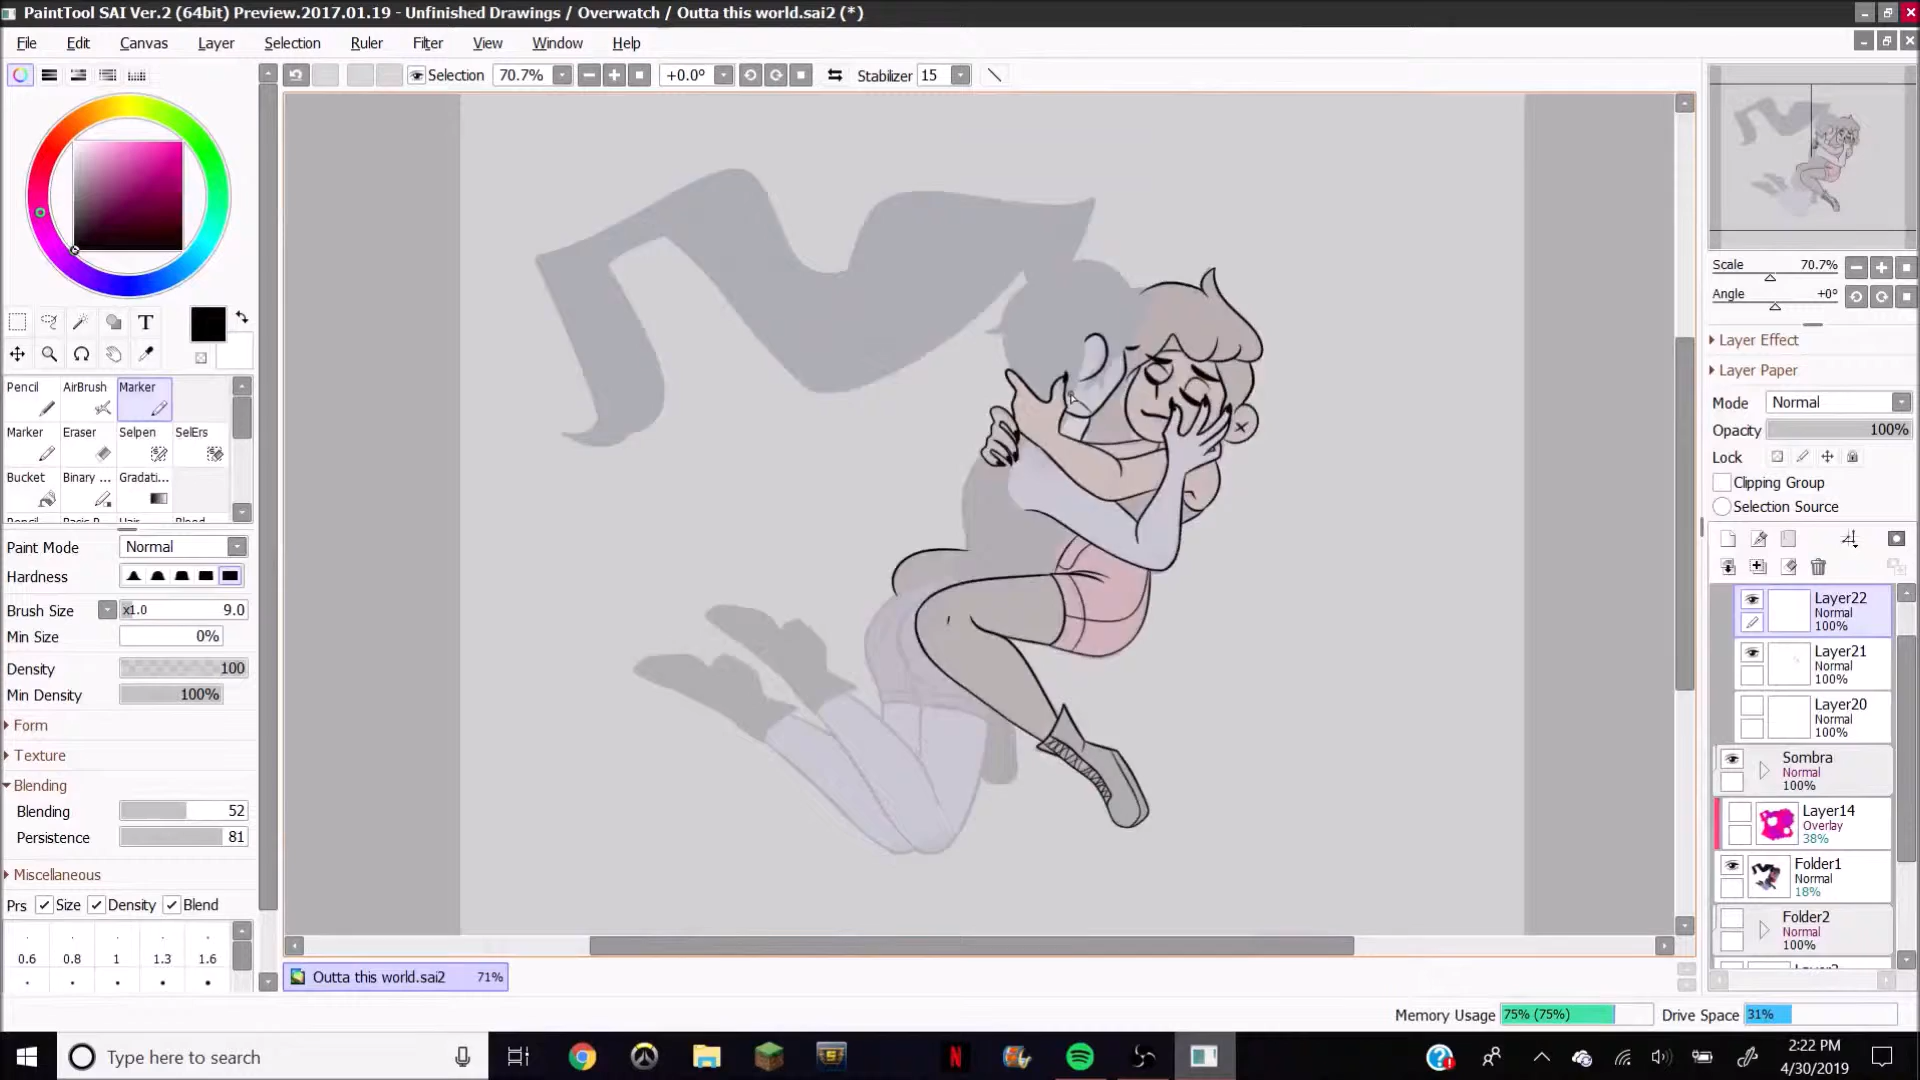 PaintTool SAI Ver.2 (64bit) Preview.2017.01.19 - Unfinished Drawings / Overwatch / Outta this world.sai2 (*)
File Edit Canvas Layer Selection Ruler Filter View Window Help
Selection 70.7% +0.0° Stabilizer 15
T
Pencil AirBrush Marker
Marker Eraser Selpen SelErs
Bucket Binary ... Gradati...
Paint Mode Normal
Hardness
Brush Size x1.0 9.0
Min Size 0%
Density 100
Min Density 100%
Form
Texture
Blending
Blending 52
Persistence 81
Miscellaneous
Prs Size Density Blend
0.6 0.8 1 1.3 1.6
Outta this world.sai2 71%
Scale 70.7%
Angle +0°
Layer Effect
Layer Paper
Mode Normal
Opacity 100%
Lock
Clipping Group
Selection Source
Layer22
Normal
100%
Layer21
Normal
100%
Layer20
Normal
100%
Sombra
Normal
100%
Layer14
Overlay
38%
Folder1
Normal
18%
Folder2
Normal
100%
Memory Usage 75% (75%) Drive Space 31%
Type here to search
2:22 PM
4/30/2019